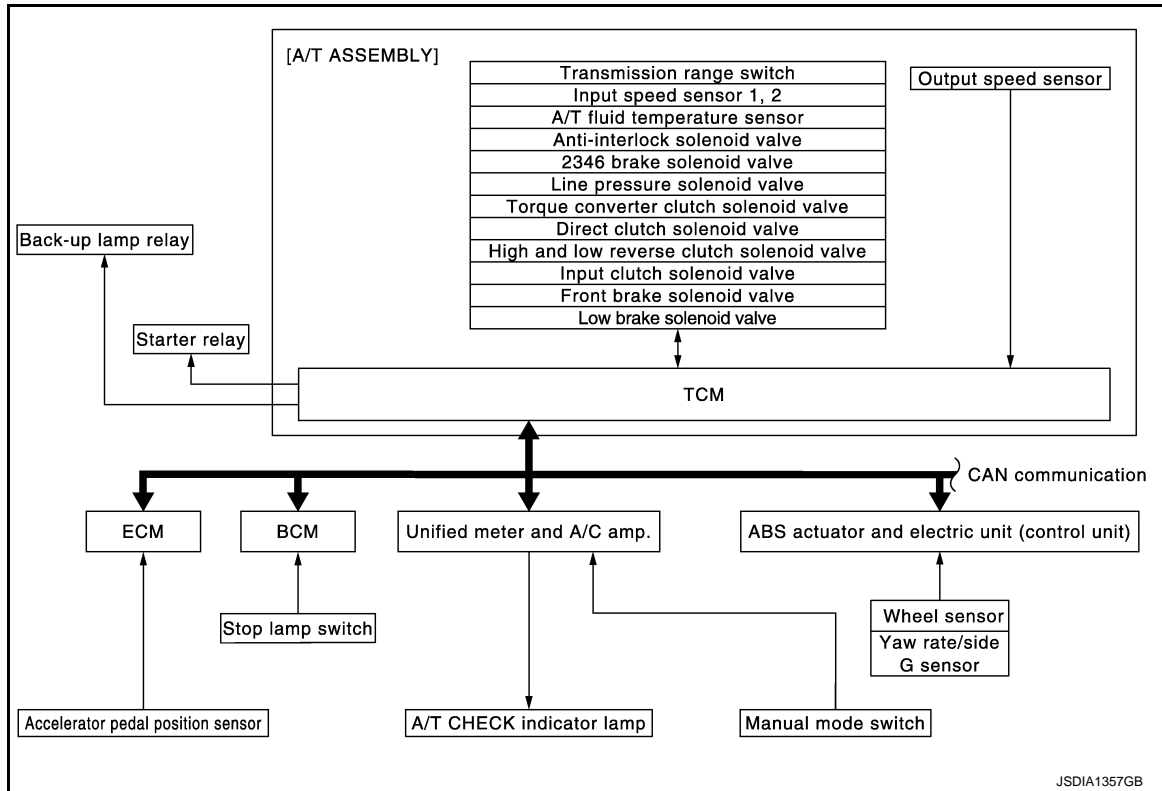 [A/T ASSEMBLY]
Transmission range switch
Input speed sensor 1, 2
A/T fluid temperature sensor
Anti-interlock solenoid valve
2346 brake solenoid valve
Line pressure solenoid valve
Torque converter clutch solenoid valve
Direct clutch solenoid valve
High and low reverse clutch solenoid valve
Input clutch solenoid valve
Front brake solenoid valve
Low brake solenoid valve
Output speed sensor
Back-up lamp relay
Starter relay
TCM
CAN communication
ECM
BCM
Unified meter and A/C amp.
ABS actuator and electric unit (control unit)
Stop lamp switch
Wheel sensor
Yaw rate/side
G sensor
Accelerator pedal position sensor
A/T CHECK indicator lamp
Manual mode switch
JSDIA1357GB